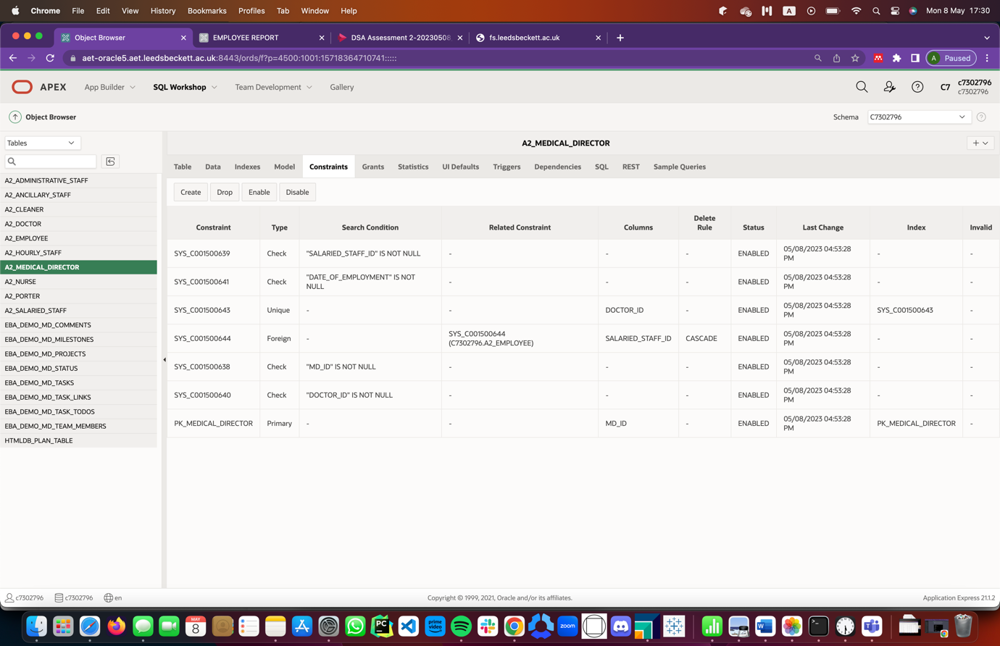 Chrome File Edit View History Bookmarks Profiles Tab Window Help A Mon 8 May 17:30
Object Browser EMPLOYEE REPORT DSA Assessment 2-20230508 fs.leedsbeckett.ac.uk
aet-oracle5.aet.leedsbeckett.ac.uk:8443/ords/f?p=4500:1001:15718364710741::::: A Paused
APEX App Builder SQL Workshop Team Development Gallery C7 c7302796
c7302796
Object Browser Schema C7302796
Tables
A2_ADMINISTRATIVE_STAFF
A2_ANCILLARY_STAFF
A2_CLEANER
A2_DOCTOR
A2_EMPLOYEE
A2_HOURLY_STAFF
A2_MEDICAL_DIRECTOR
A2_NURSE
A2_PORTER
A2_SALARIED_STAFF
EBA_DEMO_MD_COMMENTS
EBA_DEMO_MD_MILESTONES
EBA_DEMO_MD_PROJECTS
EBA_DEMO_MD_STATUS
EBA_DEMO_MD_TASKS
EBA_DEMO_MD_TASK_LINKS
EBA_DEMO_MD_TASK_TODOS
EBA_DEMO_MD_TEAM_MEMBERS
HTMLDB_PLAN_TABLE
A2_MEDICAL_DIRECTOR
Table Data Indexes Model Constraints Grants Statistics UI Defaults Triggers Dependencies SQL REST Sample Queries
Create Drop Enable Disable
Constraint Type Search Condition Related Constraint Columns Delete Rule Status Last Change Index Invalid
SYS_C001500639 Check "SALARIED_STAFF_ID" IS NOT NULL - - - ENABLED 05/08/2023 04:53:28 PM - -
SYS_C001500641 Check "DATE_OF_EMPLOYMENT" IS NOT NULL - - - ENABLED 05/08/2023 04:53:28 PM - -
SYS_C001500643 Unique - - DOCTOR_ID - ENABLED 05/08/2023 04:53:28 PM SYS_C001500643 -
SYS_C001500644 Foreign - SYS_C001500644 (C7302796.A2_EMPLOYEE) SALARIED_STAFF_ID CASCADE ENABLED 05/08/2023 04:53:28 PM - -
SYS_C001500638 Check "MD_ID" IS NOT NULL - - - ENABLED 05/08/2023 04:53:28 PM - -
SYS_C001500640 Check "DOCTOR_ID" IS NOT NULL - - - ENABLED 05/08/2023 04:53:28 PM - -
PK_MEDICAL_DIRECTOR Primary - - MD_ID - ENABLED 05/08/2023 04:53:28 PM PK_MEDICAL_DIRECTOR -
c7302796 c7302796 en Copyright © 1999, 2021, Oracle and/or its affiliates. Application Express 21.1.2
MAY
8
PC
prime video
zoom
W